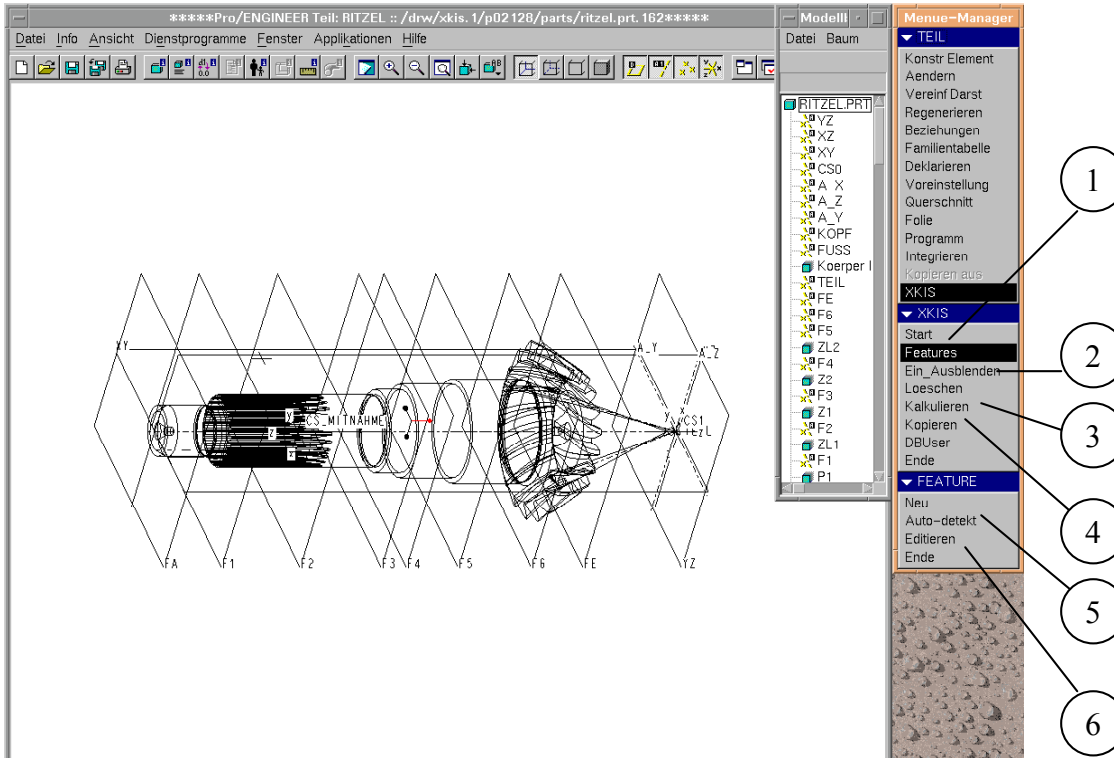 *****Pro/ENGINEER Teil: RITZEL :: /drw/xkis.1/p02128/parts/ritzel.prt.162*****
Datei Info Ansicht Dienstprogramme Fenster Applikationen Hilfe
XY
A_Y
A_Z
CS_MITNAHME
Y
Z
X
CS1
FA
F1
F2
F3
F4
F5
F6
FE
YZ
Datei Baum
RITZEL.PRT
YZ
XZ
XY
CS0
A_X
A_Z
A_Y
KOPF
FUSS
Koerper
TEIL
FE
F6
F5
ZL2
F4
Z2
F3
Z1
F2
ZL1
F1
P1
Menue-Manager
TEIL
Konstr Element
Aendern
Vereinf Darst
Regenerieren
Beziehungen
Familientabelle
Deklarieren
Voreinstellung
Querschnitt
Folie
Programm
Integrieren
Kopieren aus
XKIS
XKIS
Start
Features
Ein_Ausblenden
Loeschen
Kalkulieren
Kopieren
DBUser
Ende
FEATURE
Neu
Auto-detekt
Editieren
Ende
1
2
3
4
5
6